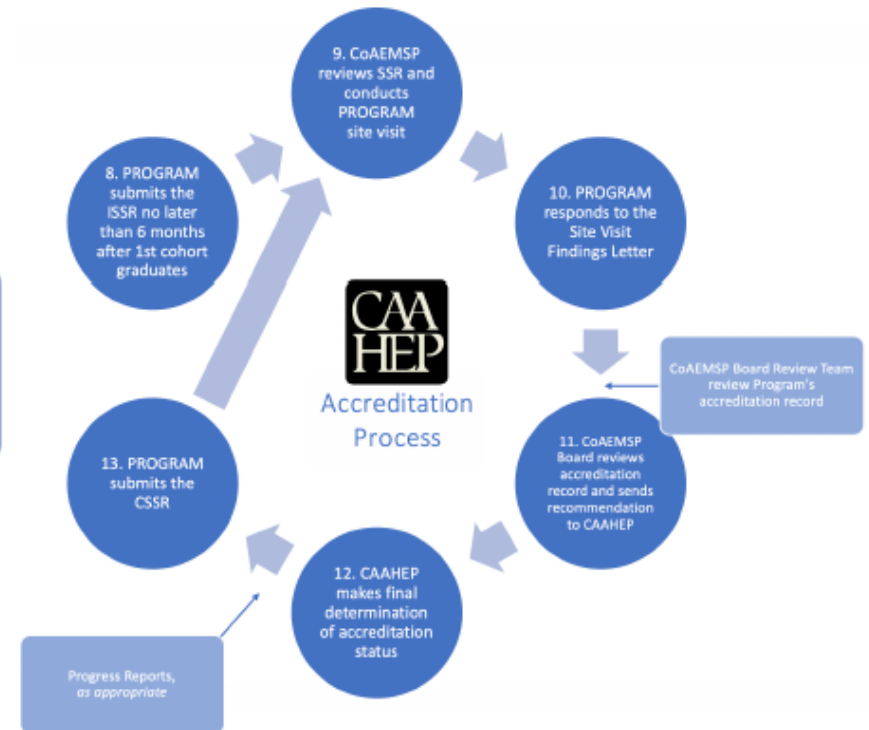 9. CoAEMSP
reviews SSR and
conducts
PROGRAM
site visit
8. PROGRAM
submits the
ISSR no later
than 6 months
after 1st cohort
graduates
10. PROGRAM
responds to the
Site Visit
Findings Letter
CAA
HEP
Accreditation
Process
CoAEMSP Board Review Team
review Program's
accreditation record
11. CoAEMSP
Board reviews
accreditation
record and sends
recommendation
to CAAHEP
13. PROGRAM
submits the
CSSR
12. CAAHEP
makes final
determination
of accreditation
status
Progress Reports,
as appropriate